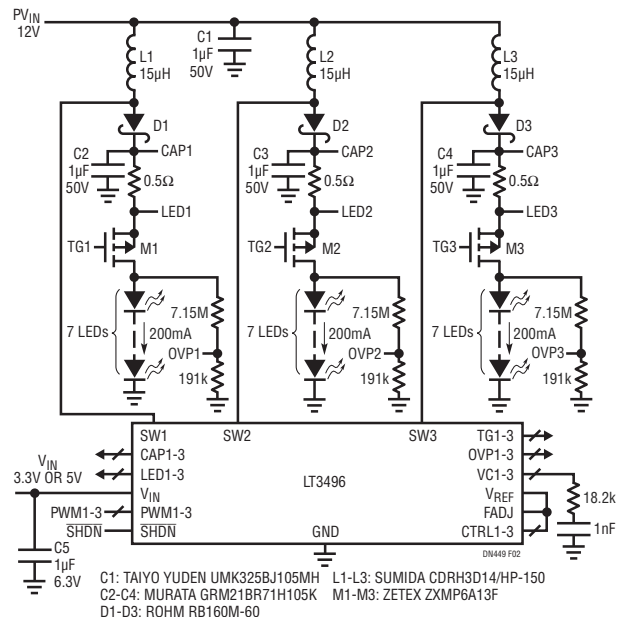 PVIN
12V
C1
1µF
50V
L1
15µH
L2
15µH
L3
15µH
D1
D2
D3
C2
1µF
50V
CAP1
0.5Ω
C3
1µF
50V
CAP2
0.5Ω
C4
1µF
50V
CAP3
0.5Ω
LED1
LED2
LED3
TG1
M1
TG2
M2
TG3
M3
7 LEDs
200mA
7.15M
OVP1
191k
7 LEDs
200mA
7.15M
OVP2
191k
7 LEDs
200mA
7.15M
OVP3
191k
SW1
SW2
SW3
TG1-3
CAP1-3
OVP1-3
LED1-3
VC1-3
VIN
3.3V OR 5V
VIN
LT3496
VREF
18.2k
PWM1-3
PWM1-3
FADJ
SHDN
SHDN
GND
CTRL1-3
1nF
C5
1µF
6.3V
DN449 F02
C1: TAIYO YUDEN UMK325BJ105MH L1-L3: SUMIDA CDRH3D14/HP-150
C2-C4: MURATA GRM21BR71H105K M1-M3: ZETEX ZXMP6A13F
D1-D3: ROHM RB160M-60